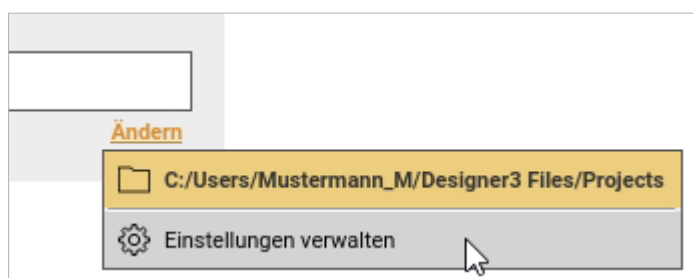 Ändern
C:/Users/Mustermann_M/Designer3 Files/Projects
Einstellungen verwalten